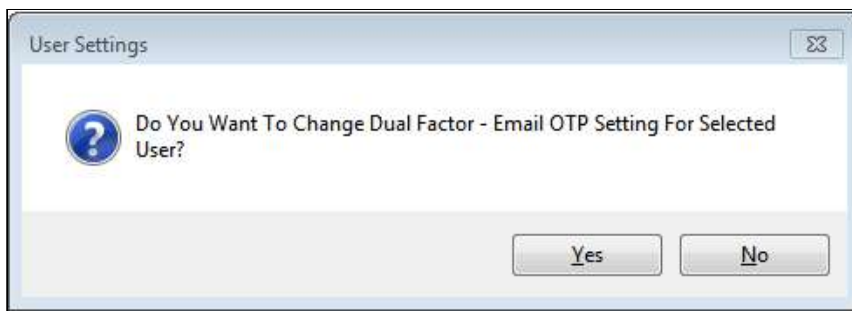 User Settings
Do You Want To Change Dual Factor - Email OTP Setting For Selected
User?
Yes
No